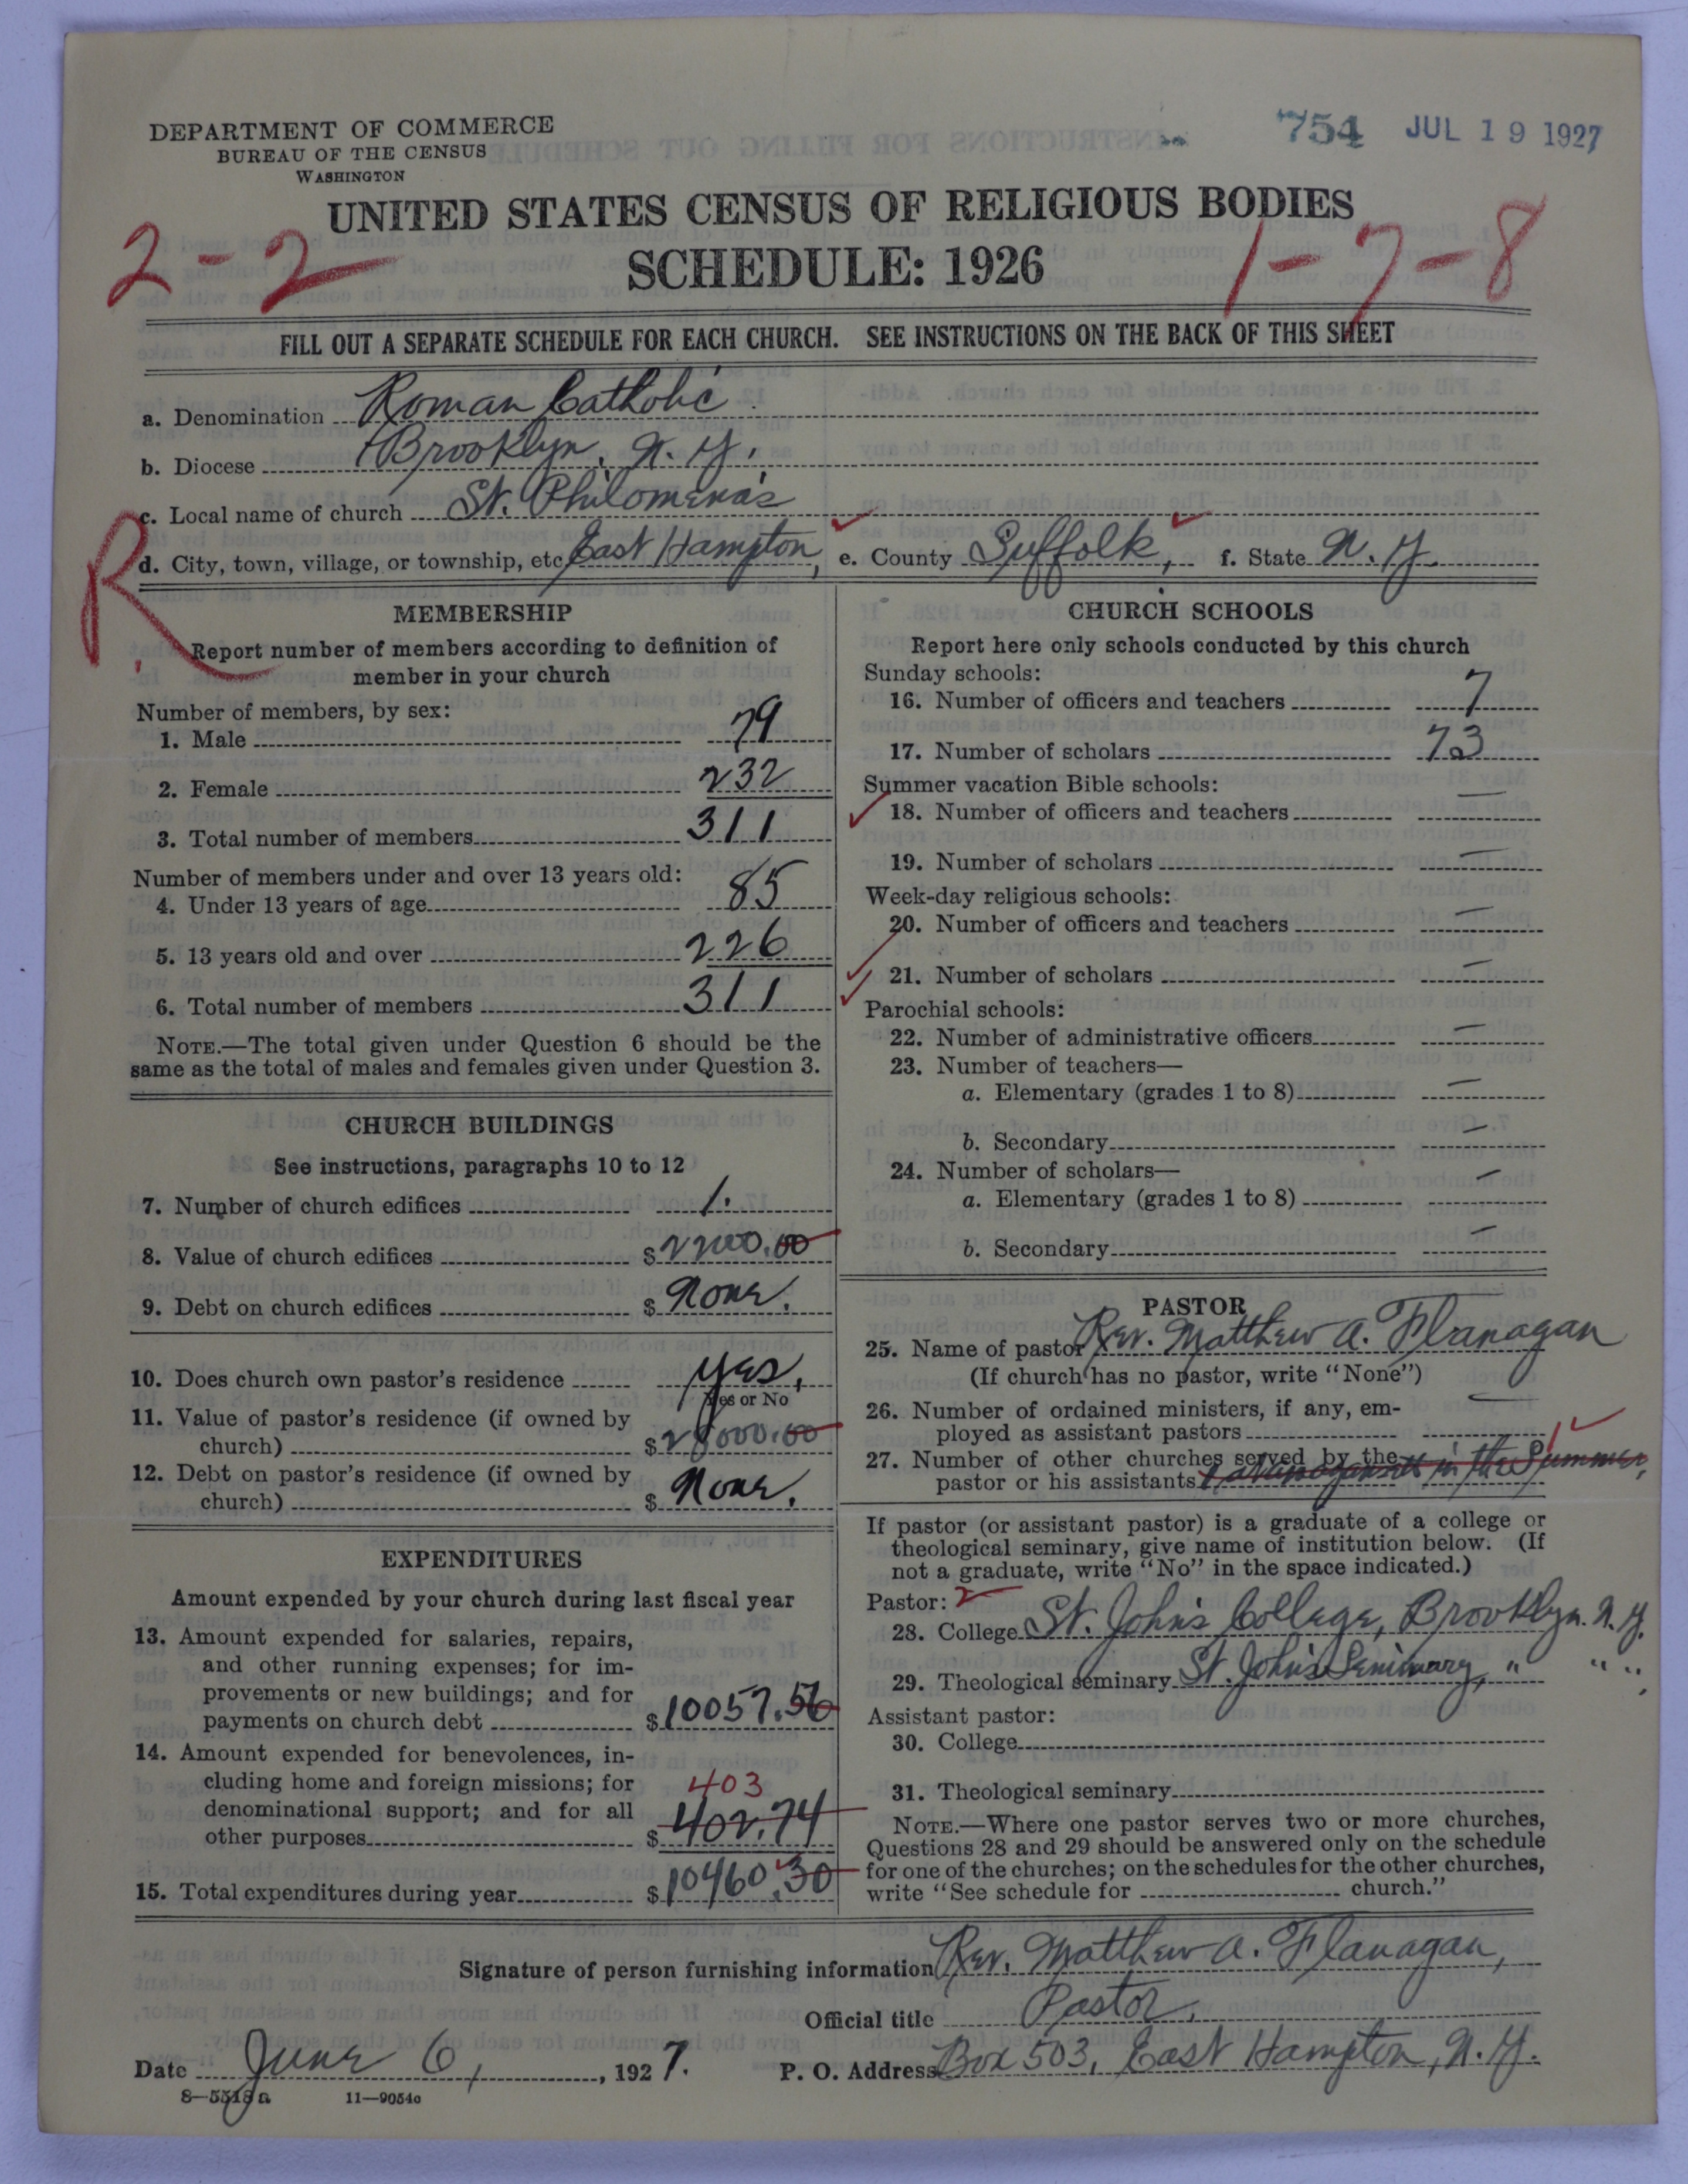 754 JUL 19 1927
DEPARTMENT OF COMMERCE
BUREAU OF THE CENSUS
WASHINGTON
UNITED STATES CENSUS OF RELIGIOUS BODIES
2-2 SCHEDULE: 1926 1-7-8
FILL OUT A SEPARATE SCHEDULE FOR EACH CHURCH. SEE INSTRUCTIONS ON THE BACK OF THIS SHEET
a. Denomination Roman Catholic
b. Diocese Brooklyn, N. Y.
c. Local name of church St. Philomena's
R
d. City, town, village, or township, etc East Hampton, e. County Suffolk, f. State N. Y.
MEMBERSHIP
Report number of members according to definition of
member in your church
Number of members, by sex:
1. Male 79
2. Female 232
3. Total number of members 311
Number of members under and over 13 years old:
4. Under 13 years of age 85
5. 13 years old and over 226
6. Total number of members 311
NOTE.—The total given under Question 6 should be the
same as the total of males and females given under Question 3.
CHURCH BUILDINGS
See instructions, paragraphs 10 to 12
7. Number of church edifices 1.
8. Value of church edifices $ 2200.00
9. Debt on church edifices $ None.
10. Does church own pastor's residence Yes.
Yes or No
11. Value of pastor's residence (if owned by
church) $ 28000.00
12. Debt on pastor's residence (if owned by
church) $ None.
EXPENDITURES
Amount expended by your church during last fiscal year
13. Amount expended for salaries, repairs,
and other running expenses; for im-
provements or new buildings; and for
payments on church debt $ 10057.56
14. Amount expended for benevolences, in-
cluding home and foreign missions; for 403
denominational support; and for all
other purposes $ 402.74
15. Total expenditures during year $ 10460.30
CHURCH SCHOOLS
Report here only schools conducted by this church
Sunday schools:
16. Number of officers and teachers 7
17. Number of scholars 73
Summer vacation Bible schools:
18. Number of officers and teachers —
19. Number of scholars —
Week-day religious schools:
20. Number of officers and teachers —
21. Number of scholars —
Parochial schools:
22. Number of administrative officers —
23. Number of teachers—
a. Elementary (grades 1 to 8) —
b. Secondary —
24. Number of scholars—
a. Elementary (grades 1 to 8) —
b. Secondary —
PASTOR
25. Name of pastor Rev. Matthew A. Flanagan
(If church has no pastor, write "None")
26. Number of ordained ministers, if any, em-
ployed as assistant pastors —
27. Number of other churches served by the 1
pastor or his assistants in the Summer.
If pastor (or assistant pastor) is a graduate of a college or
theological seminary, give name of institution below. (If
not a graduate, write "No" in the space indicated.)
Pastor: 2
28. College St. John's College, Brooklyn. N. Y.
29. Theological seminary St. John's Seminary, " " "
Assistant pastor:
30. College
31. Theological seminary
NOTE.—Where one pastor serves two or more churches,
Questions 28 and 29 should be answered only on the schedule
for one of the churches; on the schedules for the other churches,
write "See schedule for church."
Signature of person furnishing information Rev. Matthew A. Flanagan,
Official title Pastor,
Date June 6, 1927. P. O. Address Box 503, East Hampton, N. Y.
8—5518a 11—9054c